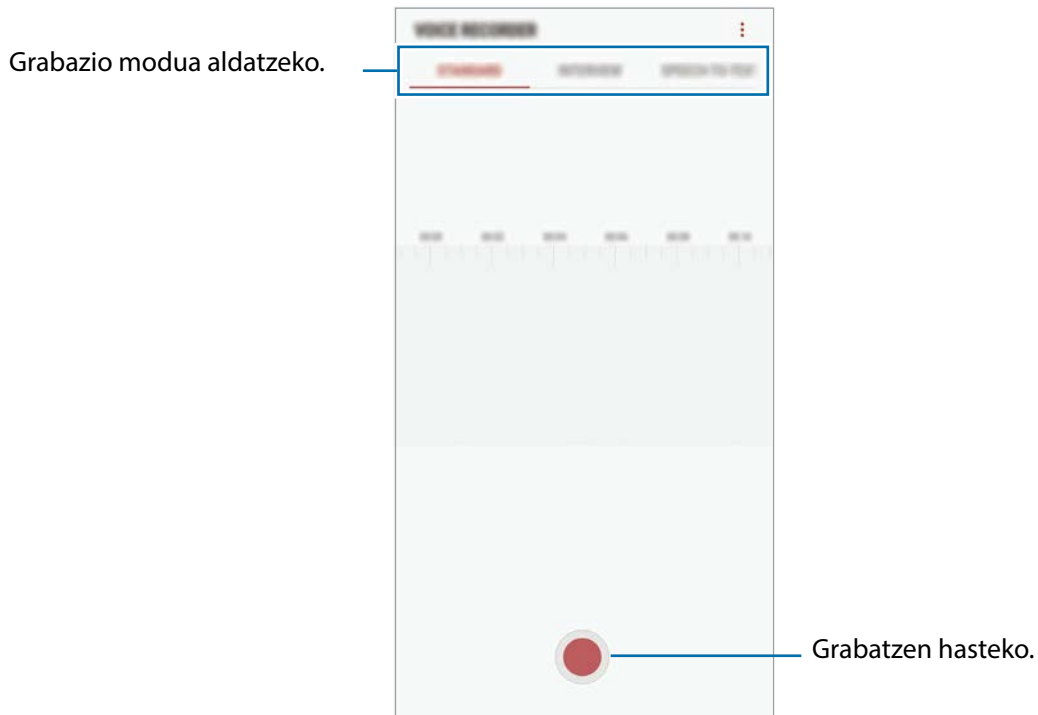 VOICE RECORDER
Grabazio modua aldatzeko.
STANDARD INTERVIEW SPEECH-TO-TEXT
Grabatzen hasteko.